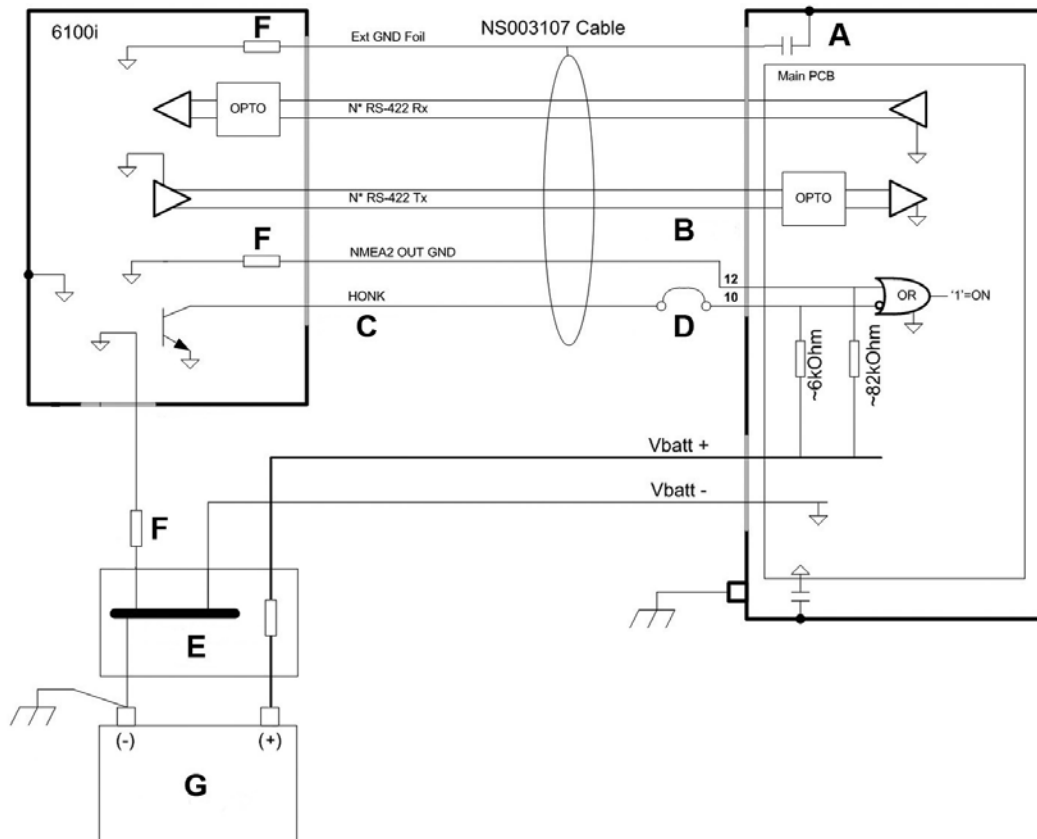 6100i
F
Ext GND Foil
NS003107 Cable
A
Main PCB
OPTO
N* RS-422 Rx
N* RS-422 Tx
OPTO
B
F
NMEA2 OUT GND
12
HONK
10
OR
'1'=ON
C
D
~6kOhm
~82kOhm
Vbatt +
Vbatt -
F
E
(-)
(+)
G